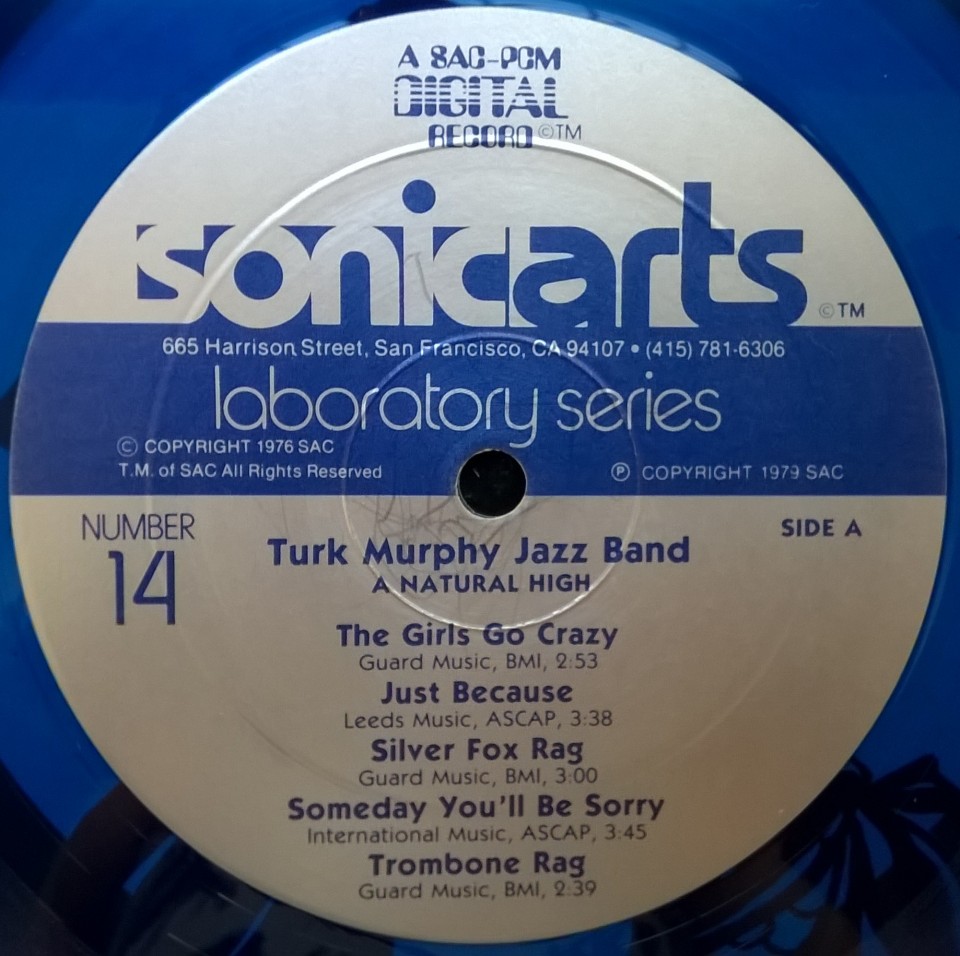 A SAC-PCM
DIGITAL
RECORD ©TM
sonicarts ©TM
665 Harrison Street, San Francisco, CA 94107 • (415) 781-6306
laboratory series
© COPYRIGHT 1976 SAC
T.M. of SAC All Rights Reserved
℗ COPYRIGHT 1979 SAC
NUMBER
14
SIDE A
Turk Murphy Jazz Band
A NATURAL HIGH
The Girls Go Crazy
Guard Music, BMI, 2:53
Just Because
Leeds Music, ASCAP, 3:38
Silver Fox Rag
Guard Music, BMI, 3:00
Someday You'll Be Sorry
International Music, ASCAP, 3:45
Trombone Rag
Guard Music, BMI, 2:39